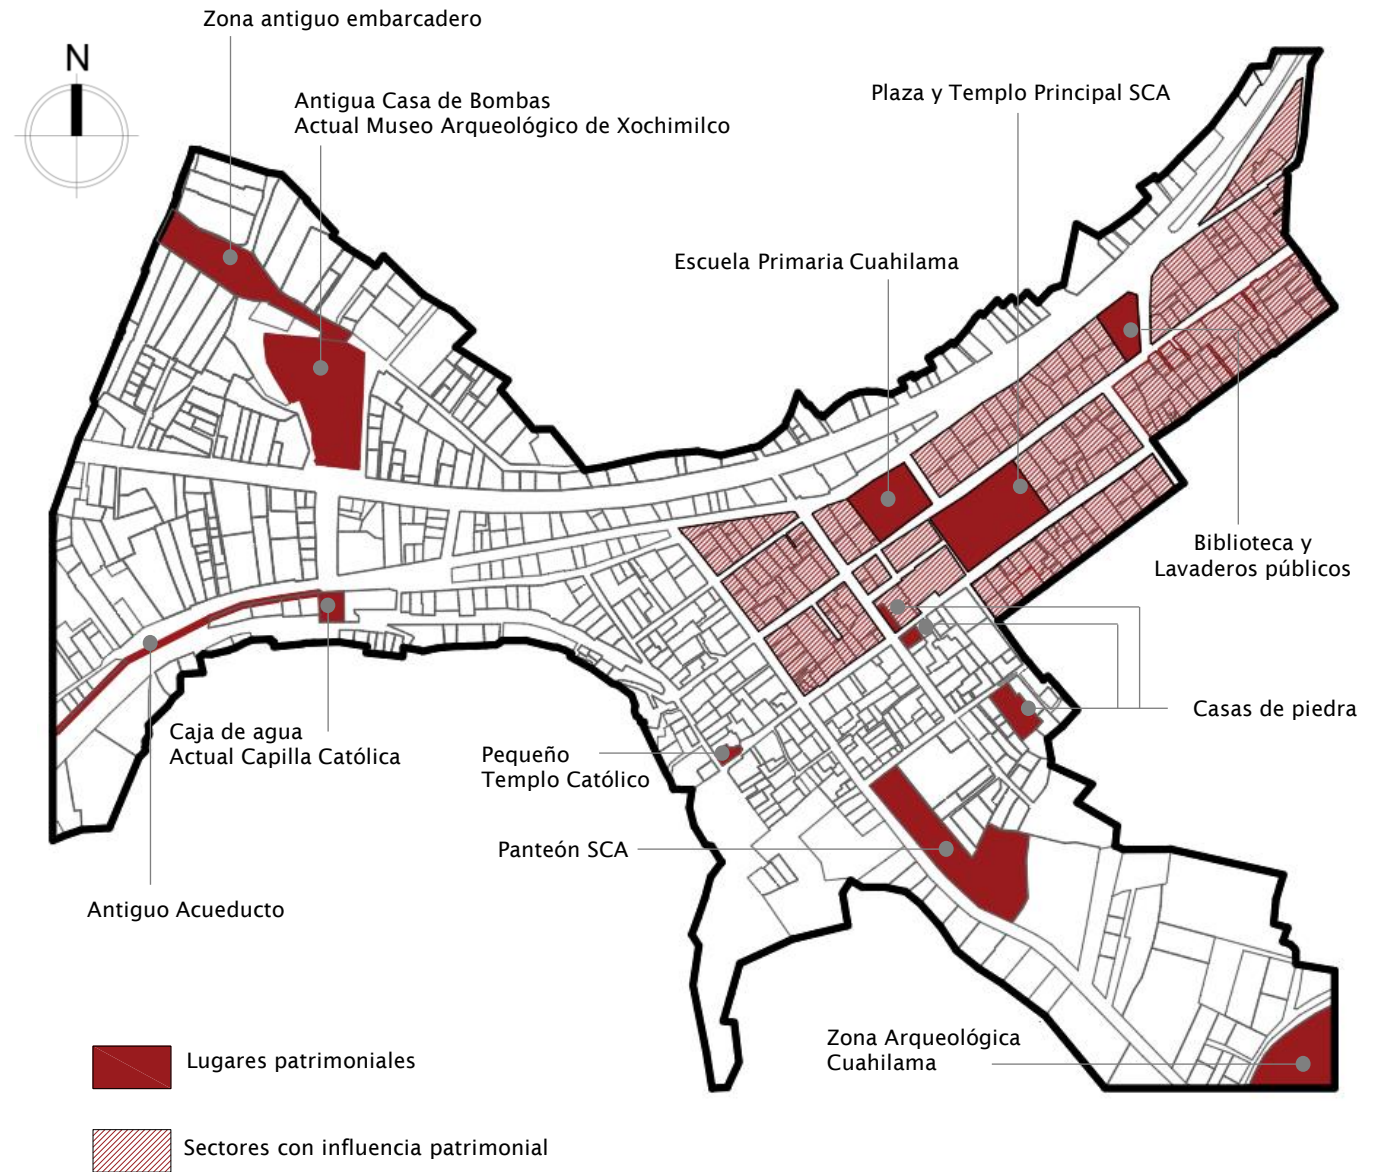 Zona antiguo embarcadero
N
Antigua Casa de Bombas
Actual Museo Arqueológico de Xochimilco
Plaza y Templo Principal SCA
Escuela Primaria Cuahilama
Biblioteca y
Lavaderos públicos
Casas de piedra
Caja de agua
Actual Capilla Católica
Pequeño
Templo Católico
Panteón SCA
Antiguo Acueducto
Zona Arqueológica
Cuahilama
Lugares patrimoniales
Sectores con influencia patrimonial